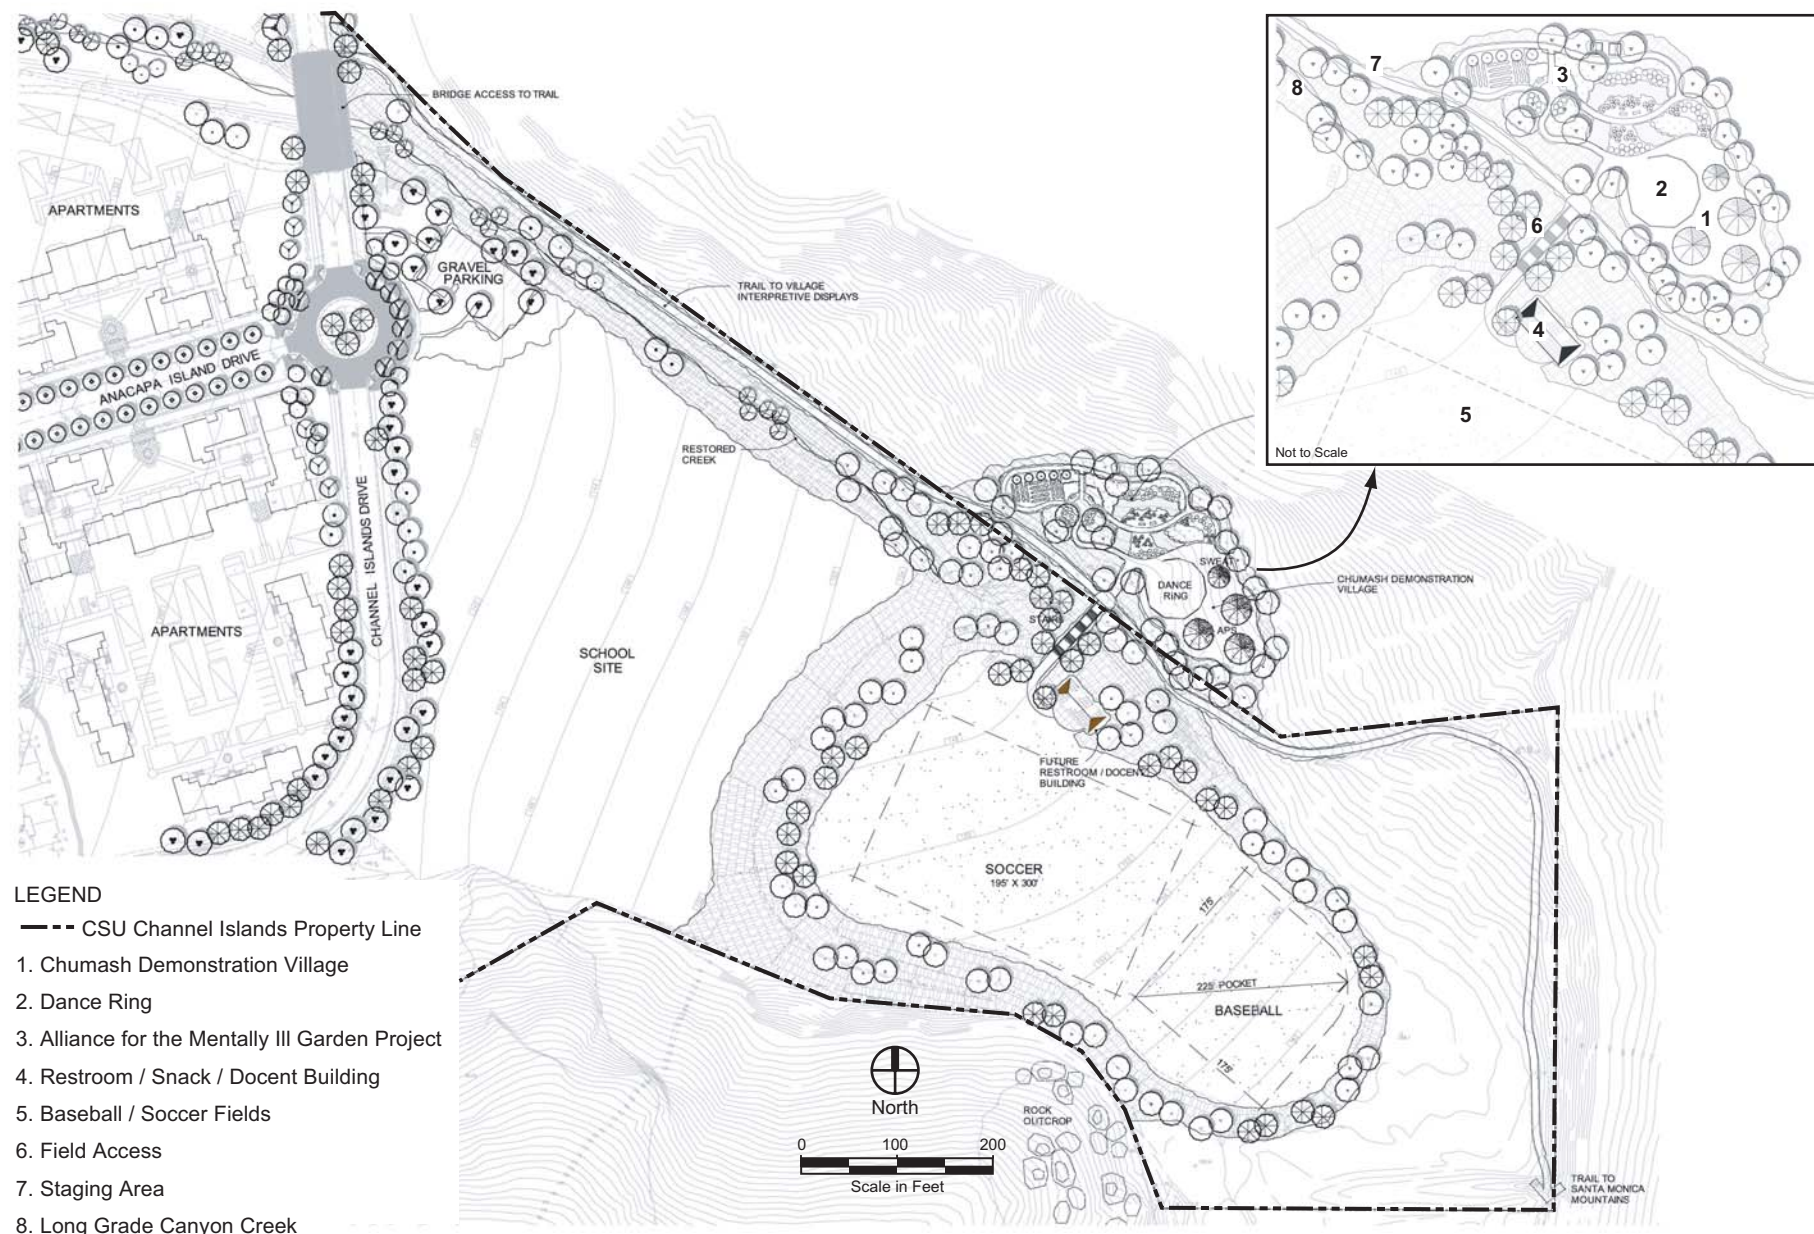 BRIDGE ACCESS TO TRAIL
APARTMENTS
GRAVEL
PARKING
TRAIL TO VILLAGE
INTERPRETIVE DISPLAYS
ANACAPA ISLAND DRIVE
RESTORED
CREEK
CHANNEL ISLANDS DRIVE
APARTMENTS
SCHOOL
SITE
SWEAT
DANCE
RING
CHUMASH DEMONSTRATION
VILLAGE
APS
FUTURE
RESTROOM / DOCENT
BUILDING
SOCCER
195' X 300'
175'
225' POCKET
BASEBALL
175'
ROCK
OUTCROP
TRAIL TO
SANTA MONICA
MOUNTAINS
7
3
8
2
1
6
4
5
Not to Scale
LEGEND
CSU Channel Islands Property Line
1. Chumash Demonstration Village
2. Dance Ring
3. Alliance for the Mentally Ill Garden Project
4. Restroom / Snack / Docent Building
5. Baseball / Soccer Fields
6. Field Access
7. Staging Area
8. Long Grade Canyon Creek
North
0 100 200
Scale in Feet